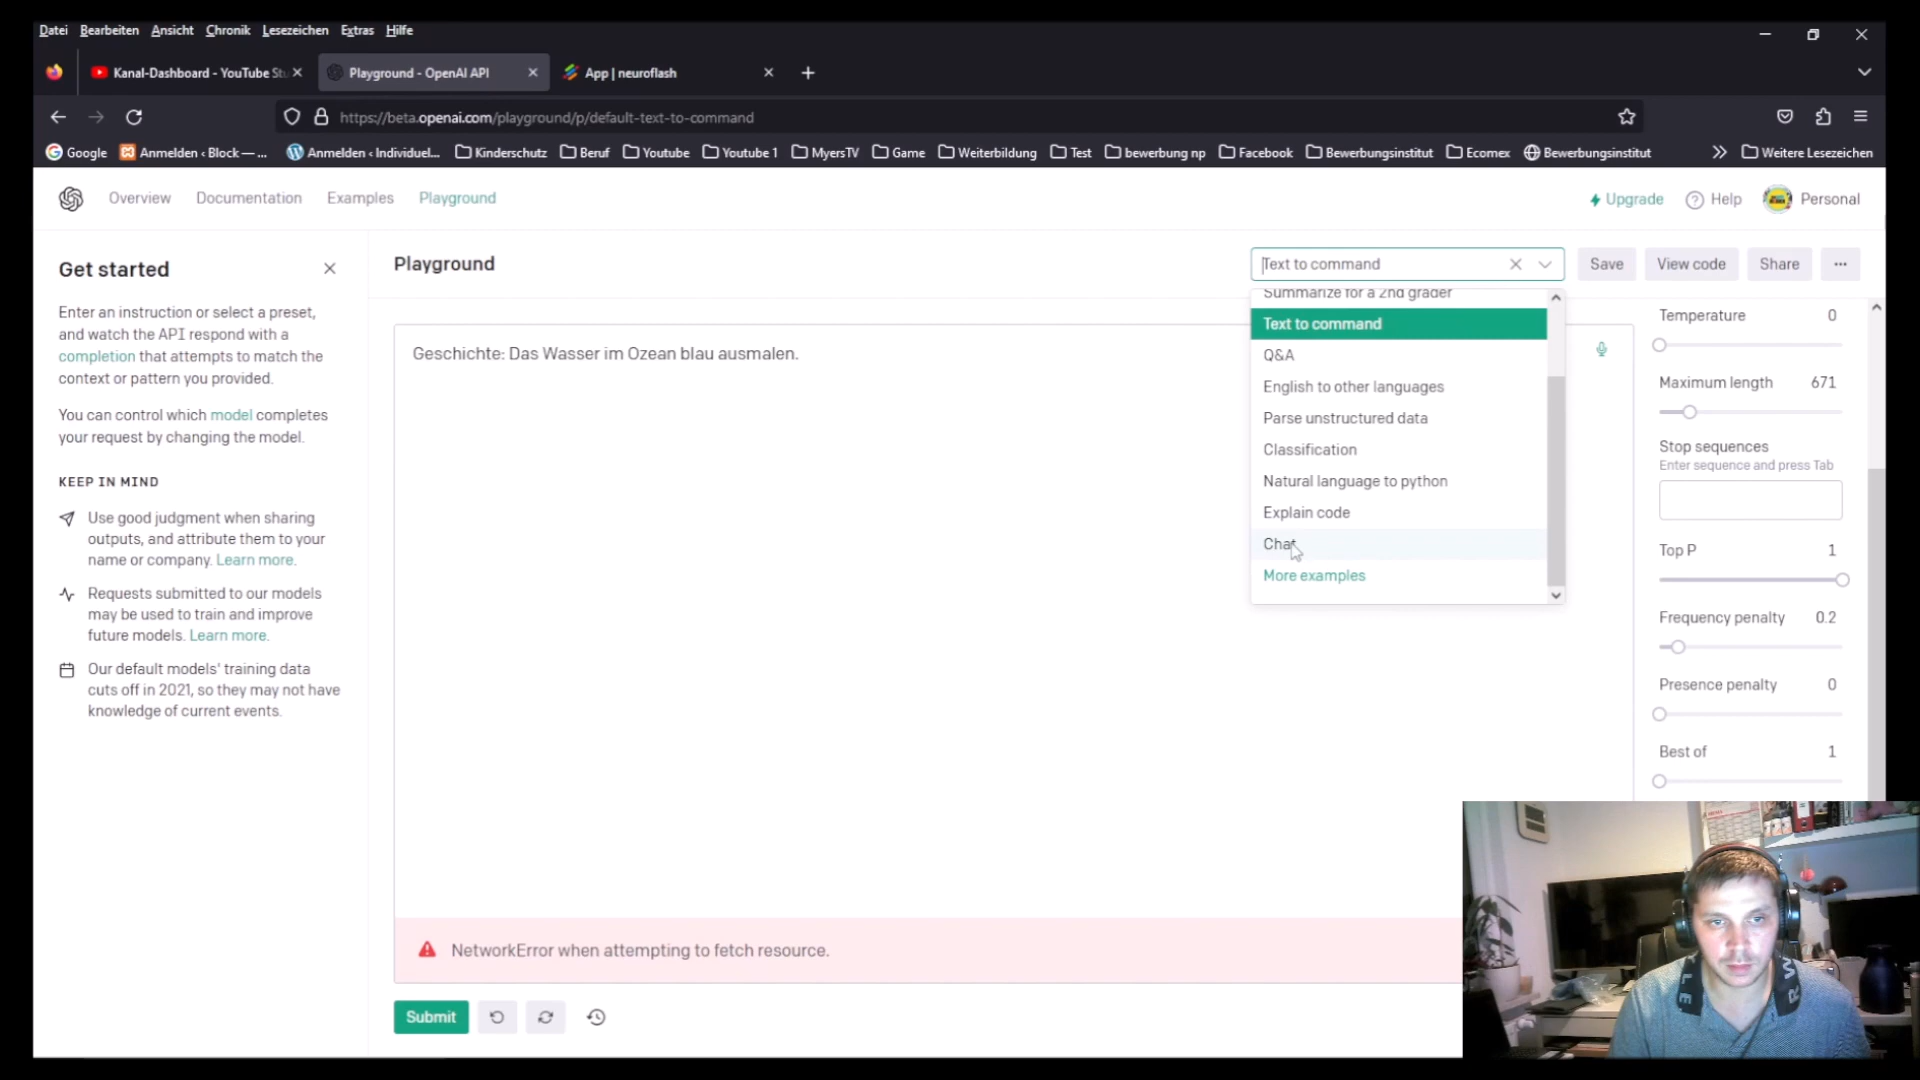 Datei Bearbeiten Ansicht Chronik Lesezeichen Extras Hilfe
Kanal-Dashboard - YouTube Stu
Playground - OpenAI API
App | neuroflash
https://beta.openai.com/playground/p/default-text-to-command
Google
Anmelden ‹ Block — ...
Anmelden ‹ Individuel...
Kinderschutz
Beruf
Youtube
Youtube 1
MyersTV
Game
Weiterbildung
Test
bewerbung np
Facebook
Bewerbungsinstitut
Ecomex
Bewerbungsinstitut
Weitere Lesezeichen
Overview
Documentation
Examples
Playground
Upgrade
Help
Personal
Get started
Enter an instruction or select a preset,
and watch the API respond with a
completion that attempts to match the
context or pattern you provided.
You can control which model completes
your request by changing the model.
KEEP IN MIND
Use good judgment when sharing
outputs, and attribute them to your
name or company. Learn more.
Requests submitted to our models
may be used to train and improve
future models. Learn more.
Our default models' training data
cuts off in 2021, so they may not have
knowledge of current events.
Playground
Text to command
Save
View code
Share
...
Geschichte: Das Wasser im Ozean blau ausmalen.
Summarize for a 2nd grader
Text to command
Q&A
English to other languages
Parse unstructured data
Classification
Natural language to python
Explain code
Chat
More examples
Temperature 0
Maximum length 671
Stop sequences
Enter sequence and press Tab
Top P 1
Frequency penalty 0.2
Presence penalty 0
Best of 1
NetworkError when attempting to fetch resource.
Submit